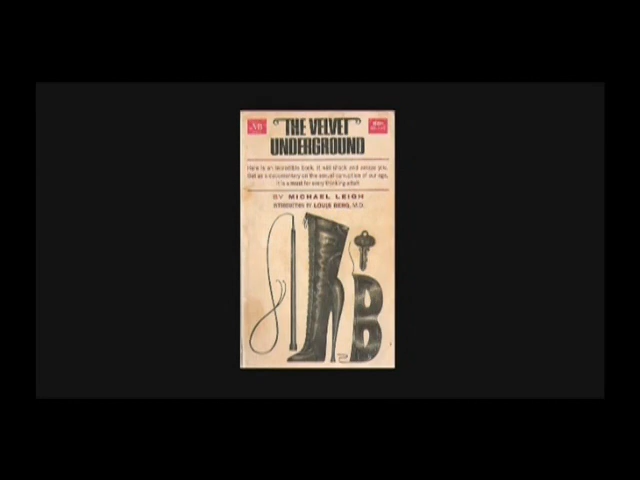 THE VELVET
UNDERGROUND
Here is an incredible book. It will shock and amaze you.
But as a documentary on the sexual corruption of our age,
it is a must for every thinking adult
BY MICHAEL LEIGH
INTRODUCTION BY LOUIS BERG, M.D.